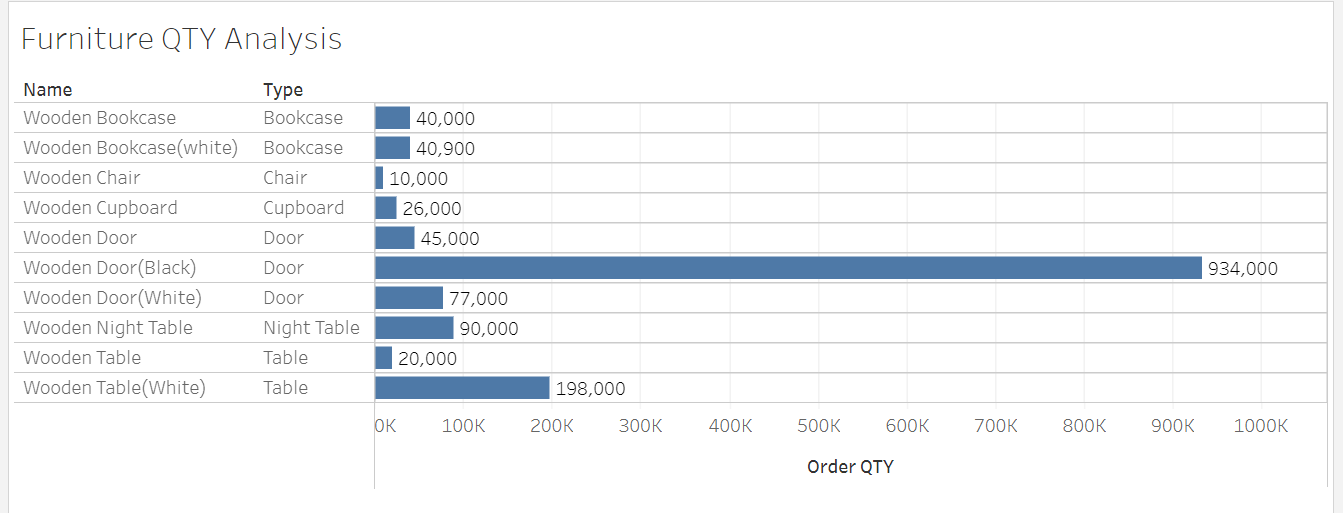 Furniture QTY Analysis
Name Type
Wooden Bookcase Bookcase 40,000
Wooden Bookcase(white) Bookcase 40,900
Wooden Chair Chair 10,000
Wooden Cupboard Cupboard 26,000
Wooden Door Door 45,000
Wooden Door(Black) Door 934,000
Wooden Door(White) Door 77,000
Wooden Night Table Night Table 90,000
Wooden Table Table 20,000
Wooden Table(White) Table 198,000
0K 100K 200K 300K 400K 500K 600K 700K 800K 900K 1000K
Order QTY